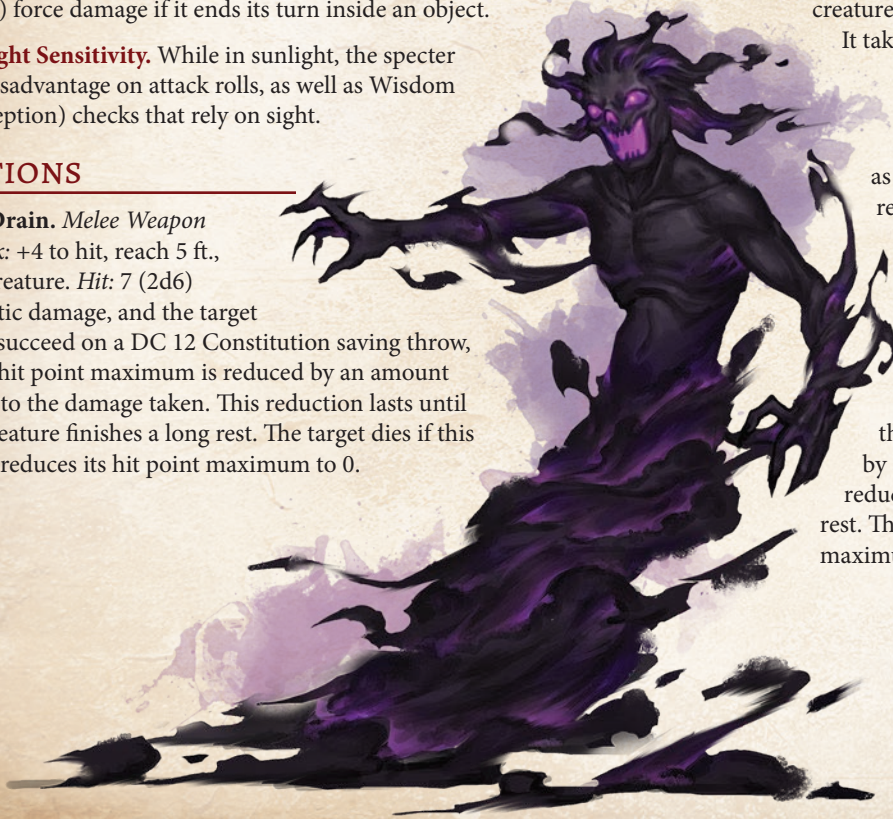 ) force damage if it ends its turn inside an object.
ght Sensitivity. While in sunlight, the specter
sadvantage on attack rolls, as well as Wisdom
eption) checks that rely on sight.
TIONS
Drain. Melee Weapon
k: +4 to hit, reach 5 ft.,
reature. Hit: 7 (2d6)
tic damage, and the target
succeed on a DC 12 Constitution saving throw,
hit point maximum is reduced by an amount
to the damage taken. This reduction lasts until
eature finishes a long rest. The target dies if this
reduces its hit point maximum to 0.
creature
It tak
as
re
th
by
reduc
rest. Th
maximu